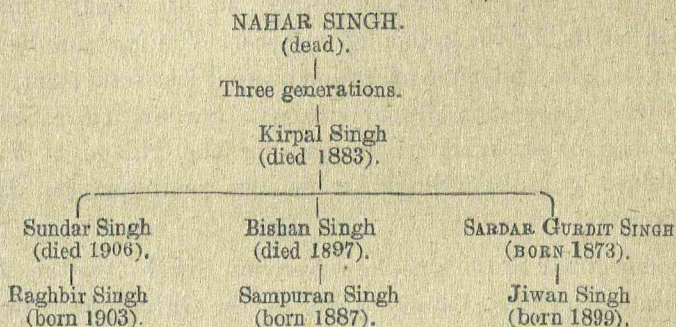 NAHAR SINGH.
(dead).
Three generations.
Kirpal Singh
(died 1883).
Sundar Singh Bishan Singh SARDAR GURDIT SINGH
(died 1906). (died 1897). (BORN 1873).
Raghbir Singh Sampuran Singh Jiwan Singh
(born 1903). (born 1887). (born 1899).